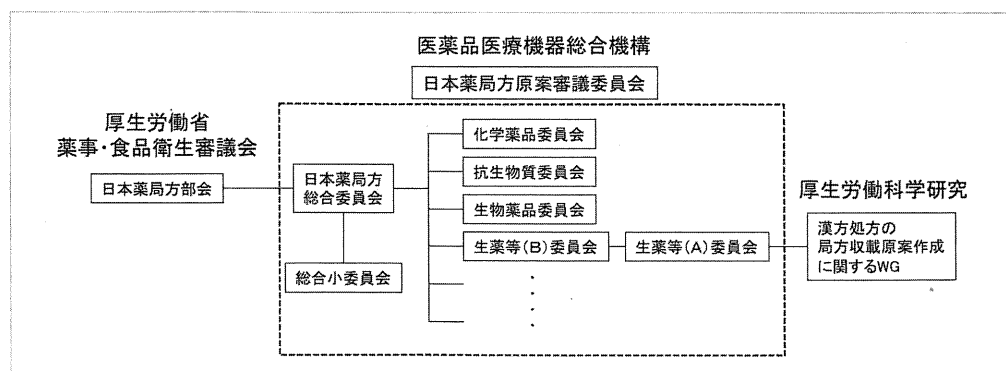 医薬品医療機器総合機構
日本薬局方原案審議委員会
厚生労働省
薬事・食品衛生審議会
日本薬局方部会
日本薬局方
総合委員会
総合小委員会
化学薬品委員会
抗生物質委員会
生物薬品委員会
生薬等(B)委員会
生薬等(A)委員会
厚生労働科学研究
漢方処方の
局方収載原案作成
に関するWG